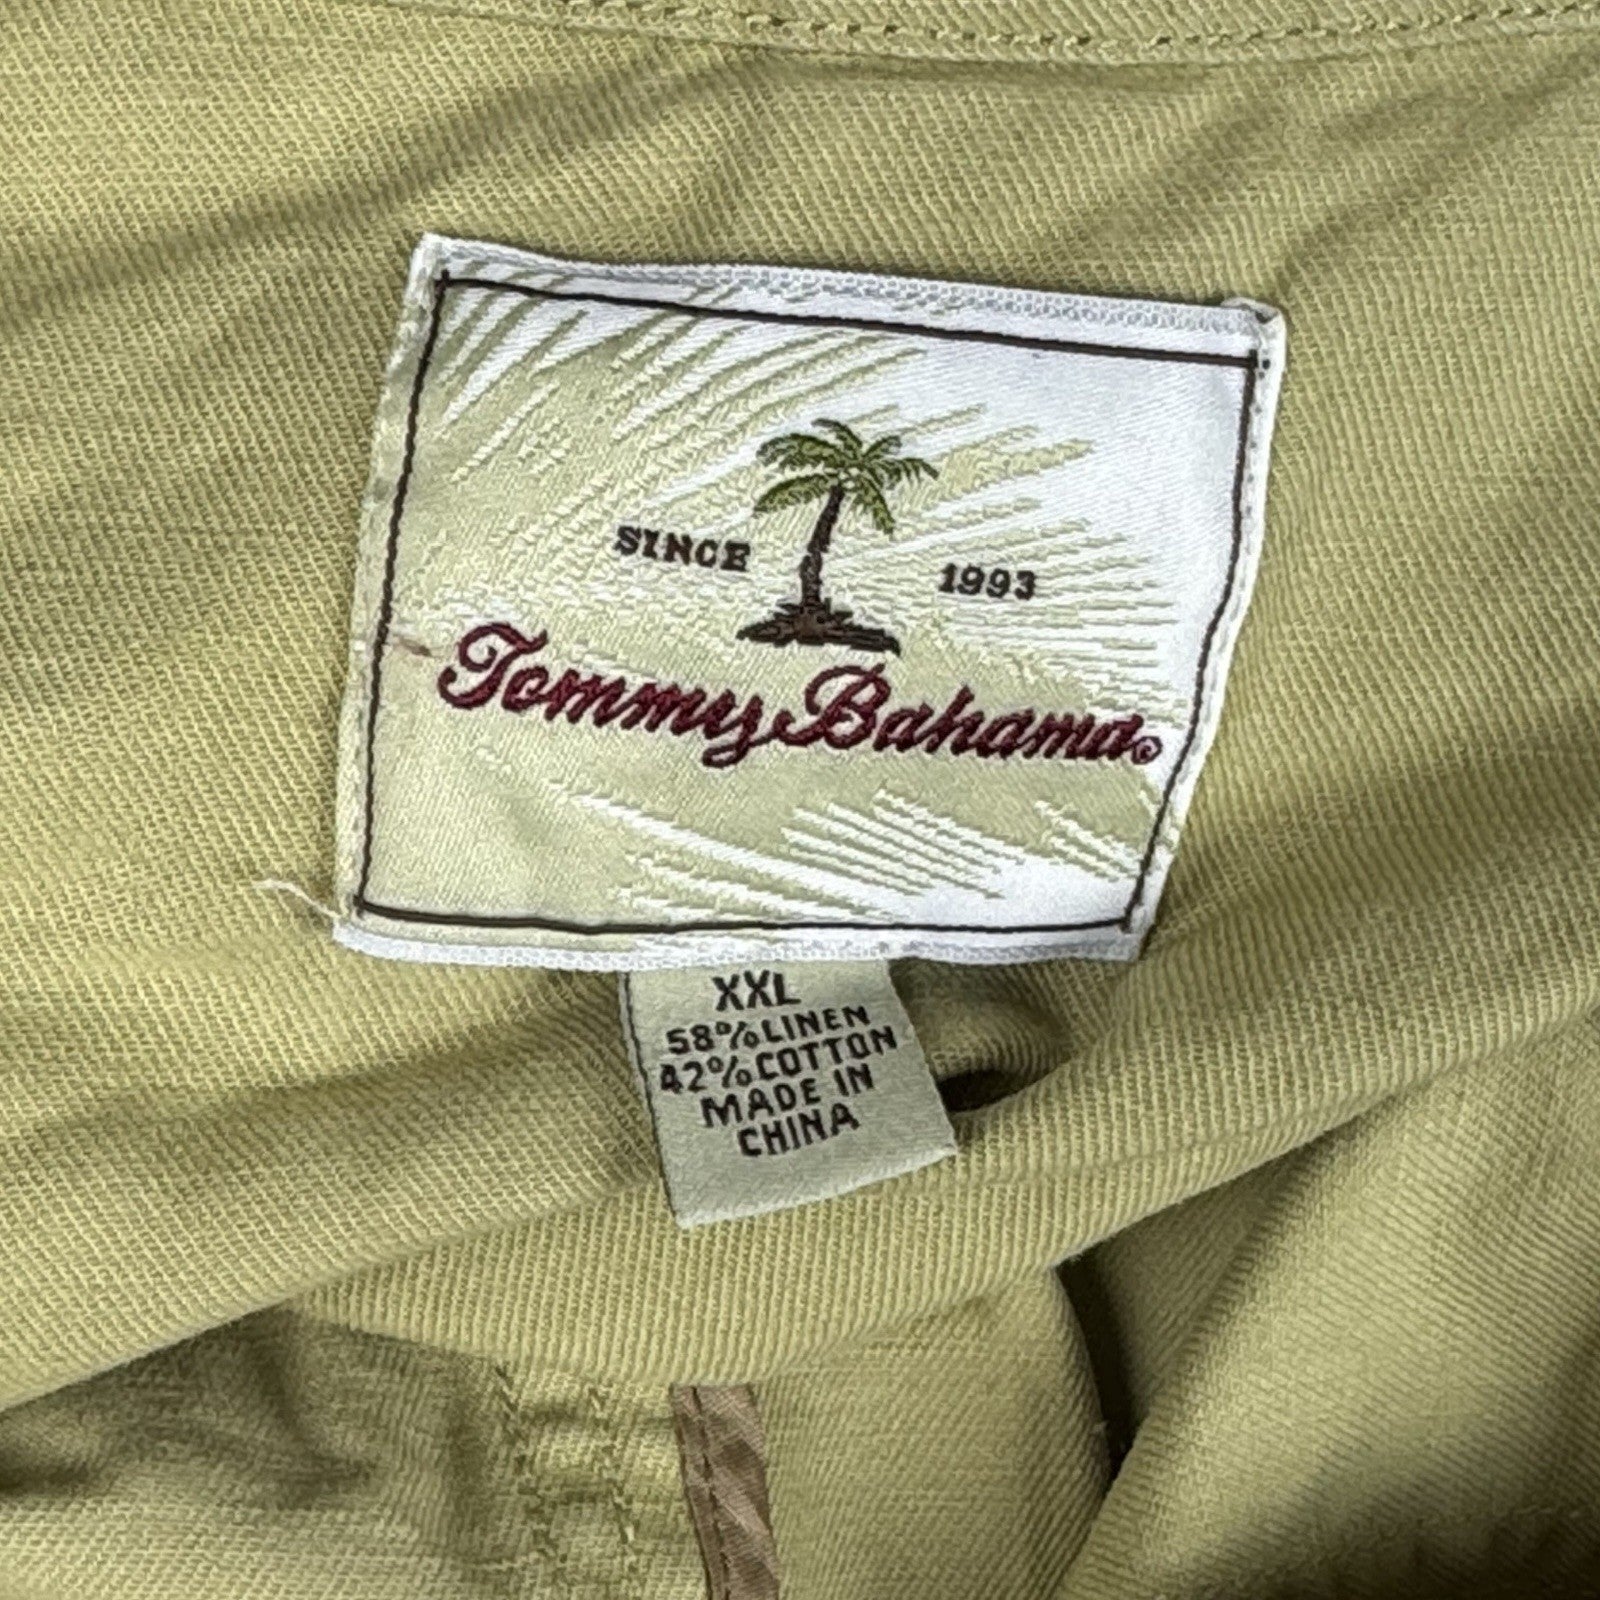 SINCE 1993
Tommy Bahama®
XXL
58% LINEN
42% COTTON
MADE IN
CHINA